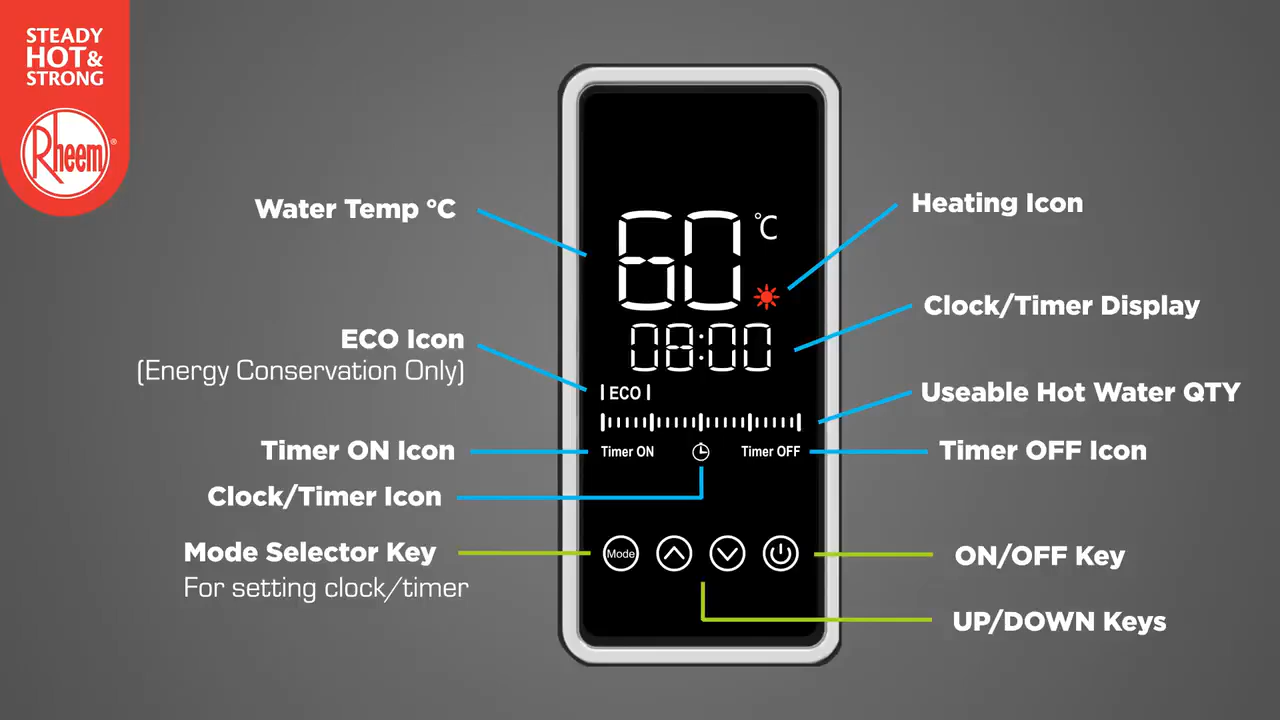 STEADY
HOT&
STRONG
Rheem®
Water Temp °C
ECO Icon
(Energy Conservation Only)
Timer ON Icon
Clock/Timer Icon
Mode Selector Key
For setting clock/timer
60 °C
08:00
ECO
Timer ON
Timer OFF
Mode
Heating Icon
Clock/Timer Display
Useable Hot Water QTY
Timer OFF Icon
ON/OFF Key
UP/DOWN Keys